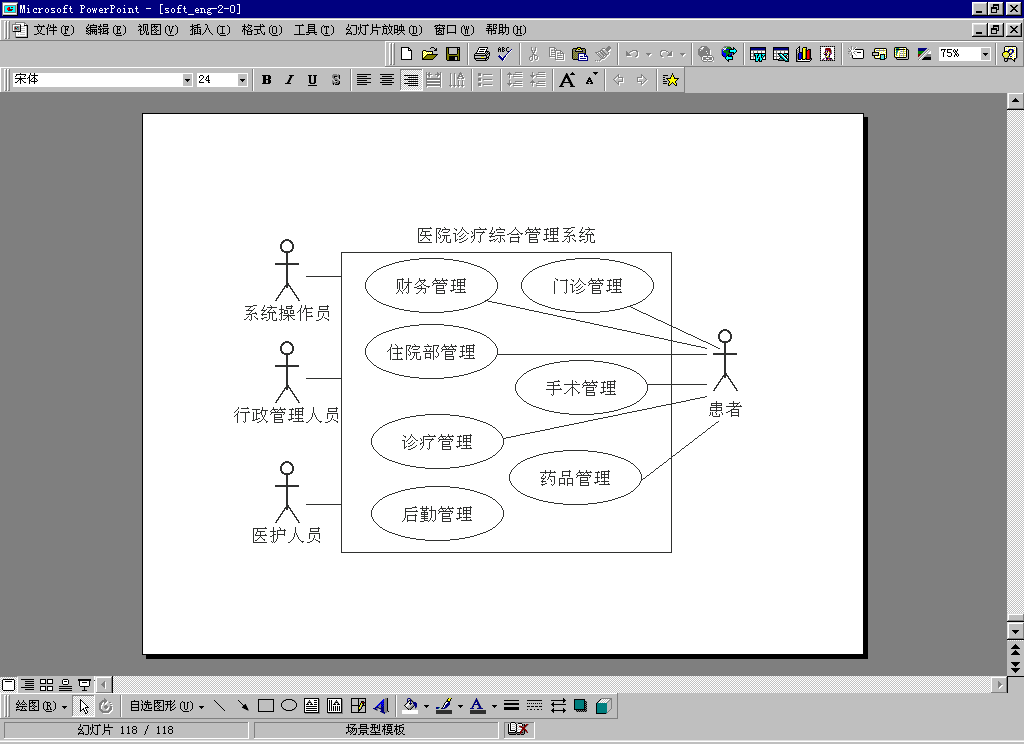 Microsoft PowerPoint - [soft_eng-2-0]
文件(F) 编辑(E) 视图(V) 插入(I) 格式(O) 工具(T) 幻灯片放映(D) 窗口(W) 帮助(H)
75%
宋体 24 B I U S A A
医院诊疗综合管理系统
财务管理 门诊管理
系统操作员
住院部管理
手术管理
患者
行政管理人员
诊疗管理
药品管理
后勤管理
医护人员
绘图(R) 自选图形(U)
幻灯片 118 / 118 场景型模板